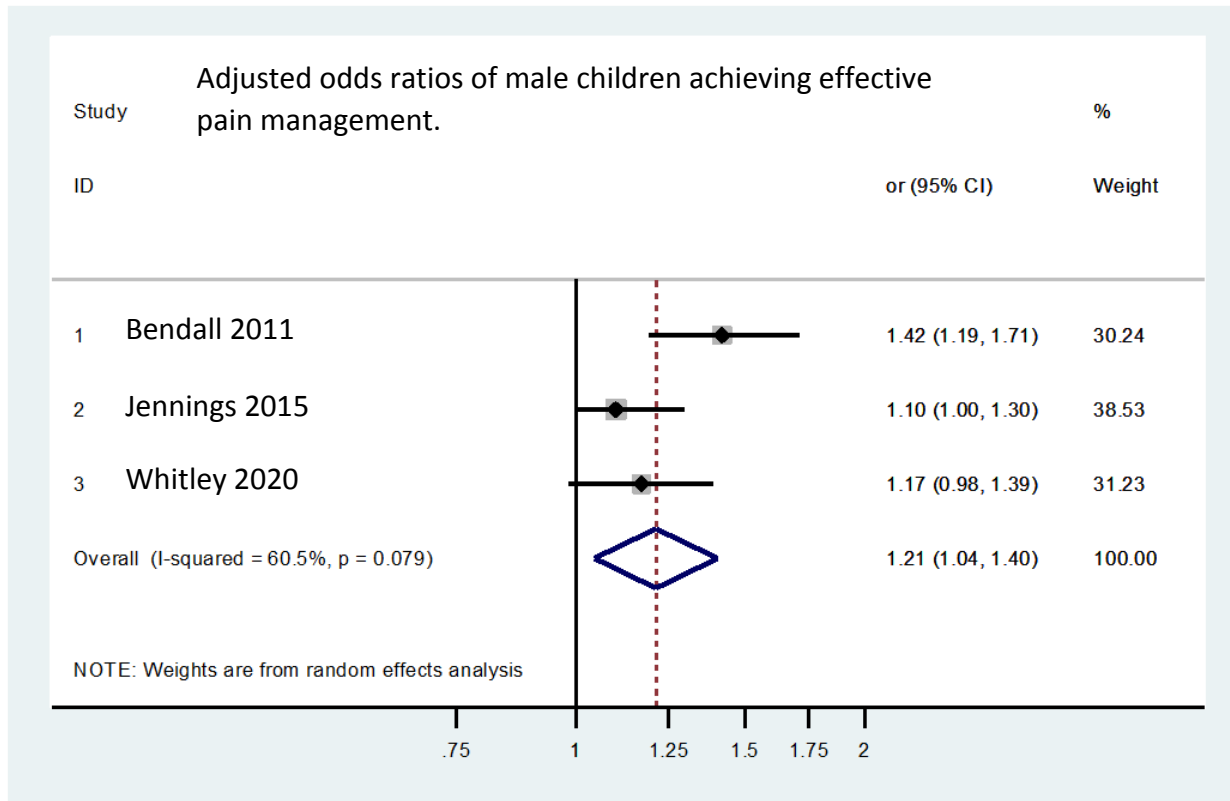 Adjusted odds ratios of male children achieving effective
pain management.
Study %
ID or (95% CI) Weight
1 Bendall 2011 1.42 (1.19, 1.71) 30.24
2 Jennings 2015 1.10 (1.00, 1.30) 38.53
3 Whitley 2020 1.17 (0.98, 1.39) 31.23
Overall (I-squared = 60.5%, p = 0.079) 1.21 (1.04, 1.40) 100.00
NOTE: Weights are from random effects analysis
.75 1 1.25 1.5 1.75 2